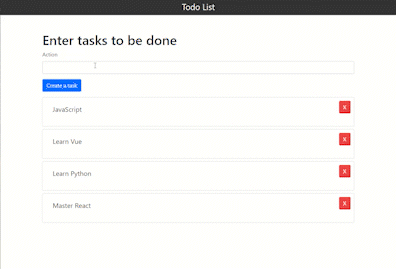 Todo List
Enter tasks to be done
Action
Create a task
JavaScript
X
Learn Vue
X
Learn Python
X
Master React
X